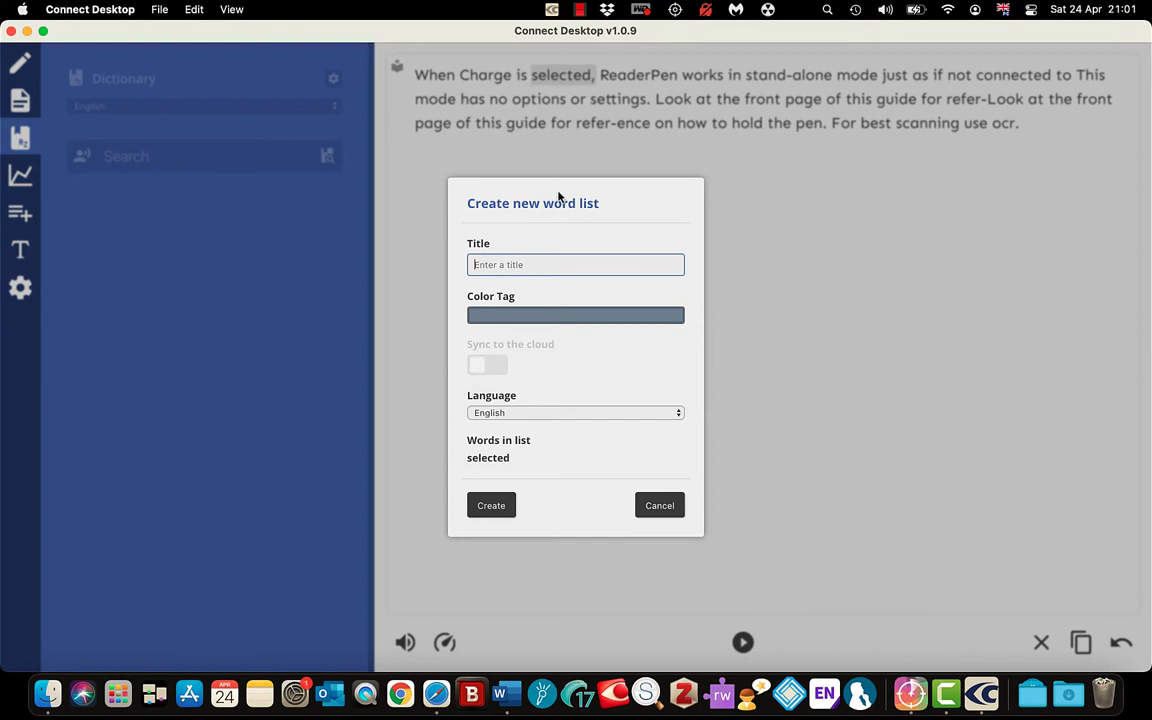 Connect Desktop File Edit View
Sat 24 Apr 21:01
Connect Desktop v1.0.9
Dictionary
English
Search
When Charge is selected, ReaderPen works in stand-alone mode just as if not connected to This
mode has no options or settings. Look at the front page of this guide for refer-Look at the front
page of this guide for refer-ence on how to hold the pen. For best scanning use ocr.
Create new word list
Title
Enter a title
Color Tag
Sync to the cloud
Language
English
Words in list
selected
Create Cancel
APR
24
17
EN
rw